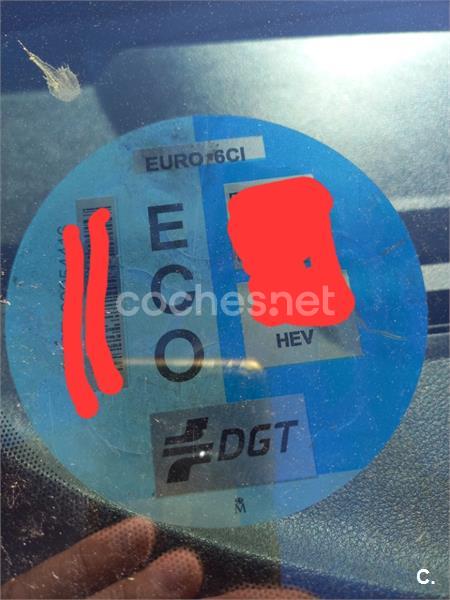 EURO 6CI
ECO
HEV
DGT
M
coches.net
C.